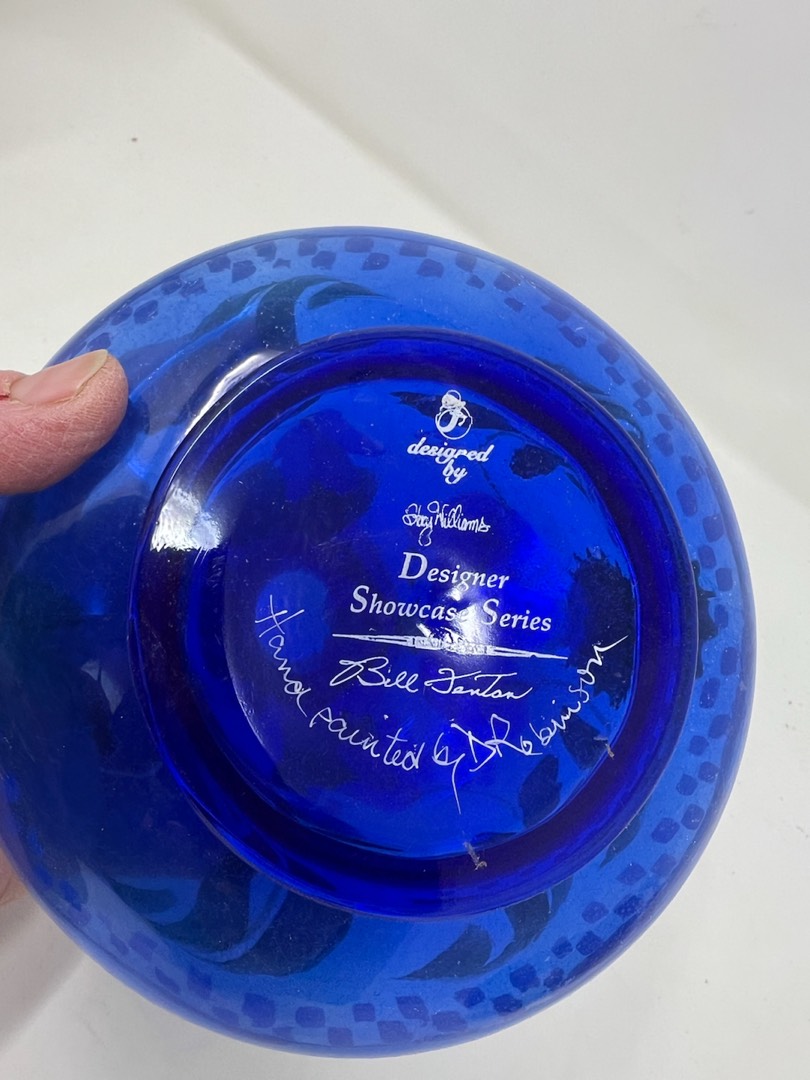 designed
by
Stacy Williams
Designer
Showcase Series
Bill Fenton
Hand painted by D Robinson